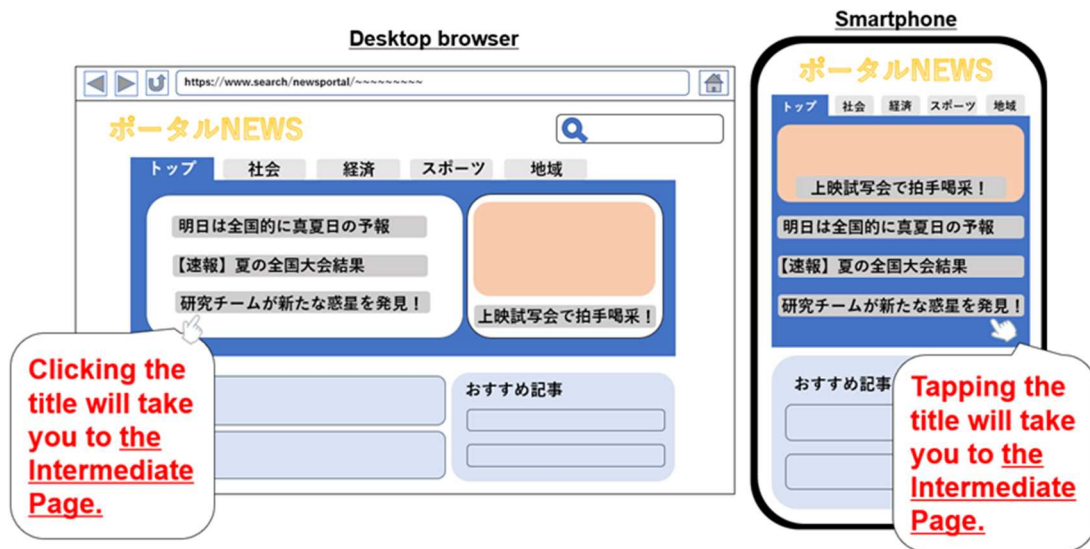 Desktop browser
https://www.search/newsportal/~~~~~~~~~
ポータルNEWS
トップ 社会 経済 スポーツ 地域
明日は全国的に真夏日の予報
【速報】夏の全国大会結果
研究チームが新たな惑星を発見！
上映試写会で拍手喝采！
おすすめ記事
Clicking the
title will take
you to the
Intermediate
Page.
Smartphone
ポータルNEWS
トップ 社会 経済 スポーツ 地域
上映試写会で拍手喝采！
明日は全国的に真夏日の予報
【速報】夏の全国大会結果
研究チームが新たな惑星を発見！
おすすめ記事
Tapping the
title will take
you to the
Intermediate
Page.